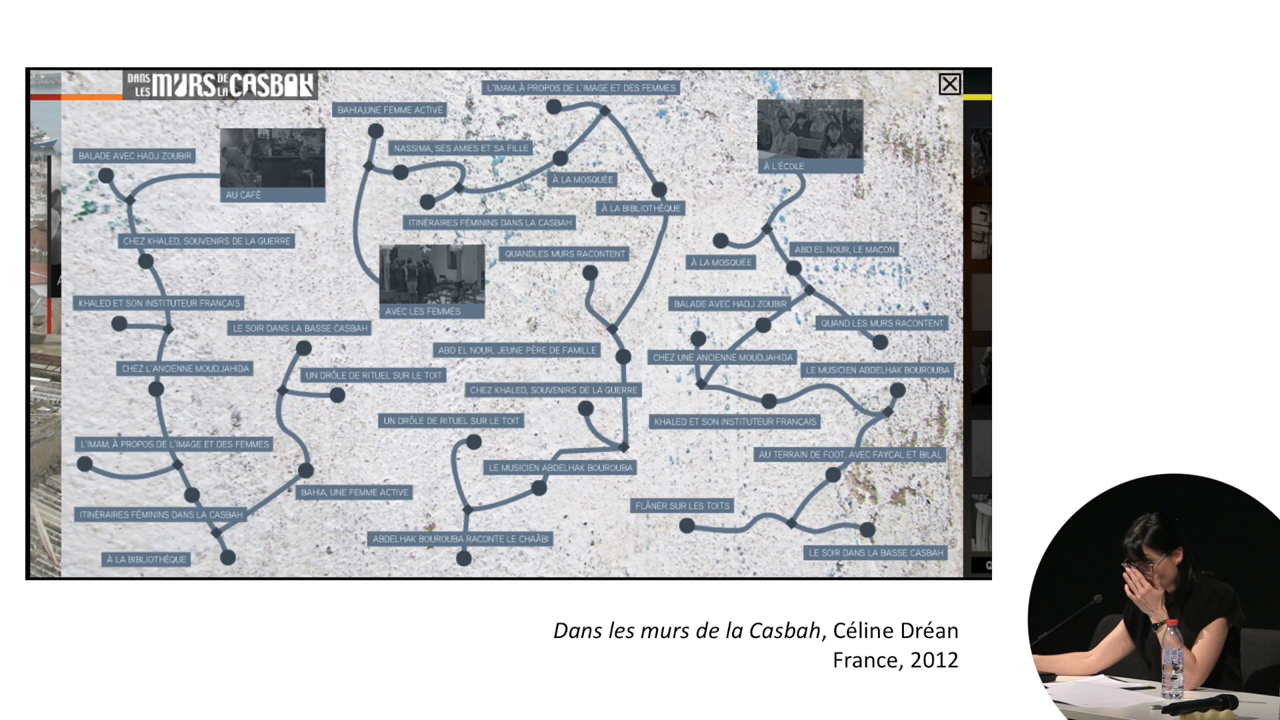 DANS LES MURS DE LA CASBAH
L'IMAM, À PROPOS DE L'IMAGE ET DES FEMMES
BAHIA,UNE FEMME ACTIVE
NASSIMA, SES AMIES ET SA FILLE
BALADE AVEC HADJ ZOUBIR
À L'ÉCOLE
À LA MOSQUÉE
AU CAFÉ
À LA BIBLIOTHÈQUE
ITINÉRAIRES FÉMININS DANS LA CASBAH
CHEZ KHALED, SOUVENIRS DE LA GUERRE
QUANDLES MURS RACONTENT
ABD EL NOUR, LE MAÇON
À LA MOSQUÉE
KHALED ET SON INSTITUTEUR FRANÇAIS
AVEC LES FEMMES
BALADE AVEC HADJ ZOUBIR
LE SOIR DANS LA BASSE CASBAH
QUAND LES MURS RACONTENT
ABD EL NOUR, JEUNE PÈRE DE FAMILLE
CHEZ UNE ANCIENNE MOUDJAHIDA
CHEZ L'ANCIENNE MOUDJAHIDA
UN DRÔLE DE RITUEL SUR LE TOIT
LE MUSICIEN ABDELHAK BOUROUBA
CHEZ KHALED, SOUVENIRS DE LA GUERRE
UN DRÔLE DE RITUEL SUR LE TOIT
KHALED ET SON INSTITUTEUR FRANÇAIS
L'IMAM, À PROPOS DE L'IMAGE ET DES FEMMES
AU TERRAIN DE FOOT, AVEC FAYÇAL ET BILAL
LE MUSICIEN ABDELHAK BOUROUBA
BAHIA, UNE FEMME ACTIVE
FLÂNER SUR LES TOITS
ITINÉRAIRES FÉMININS DANS LA CASBAH
ABDELHAK BOUROUBA RACONTE LE CHAÂBI
LE SOIR DANS LA BASSE CASBAH
À LA BIBLIOTHÈQUE
Dans les murs de la Casbah, Céline Dréan
France, 2012